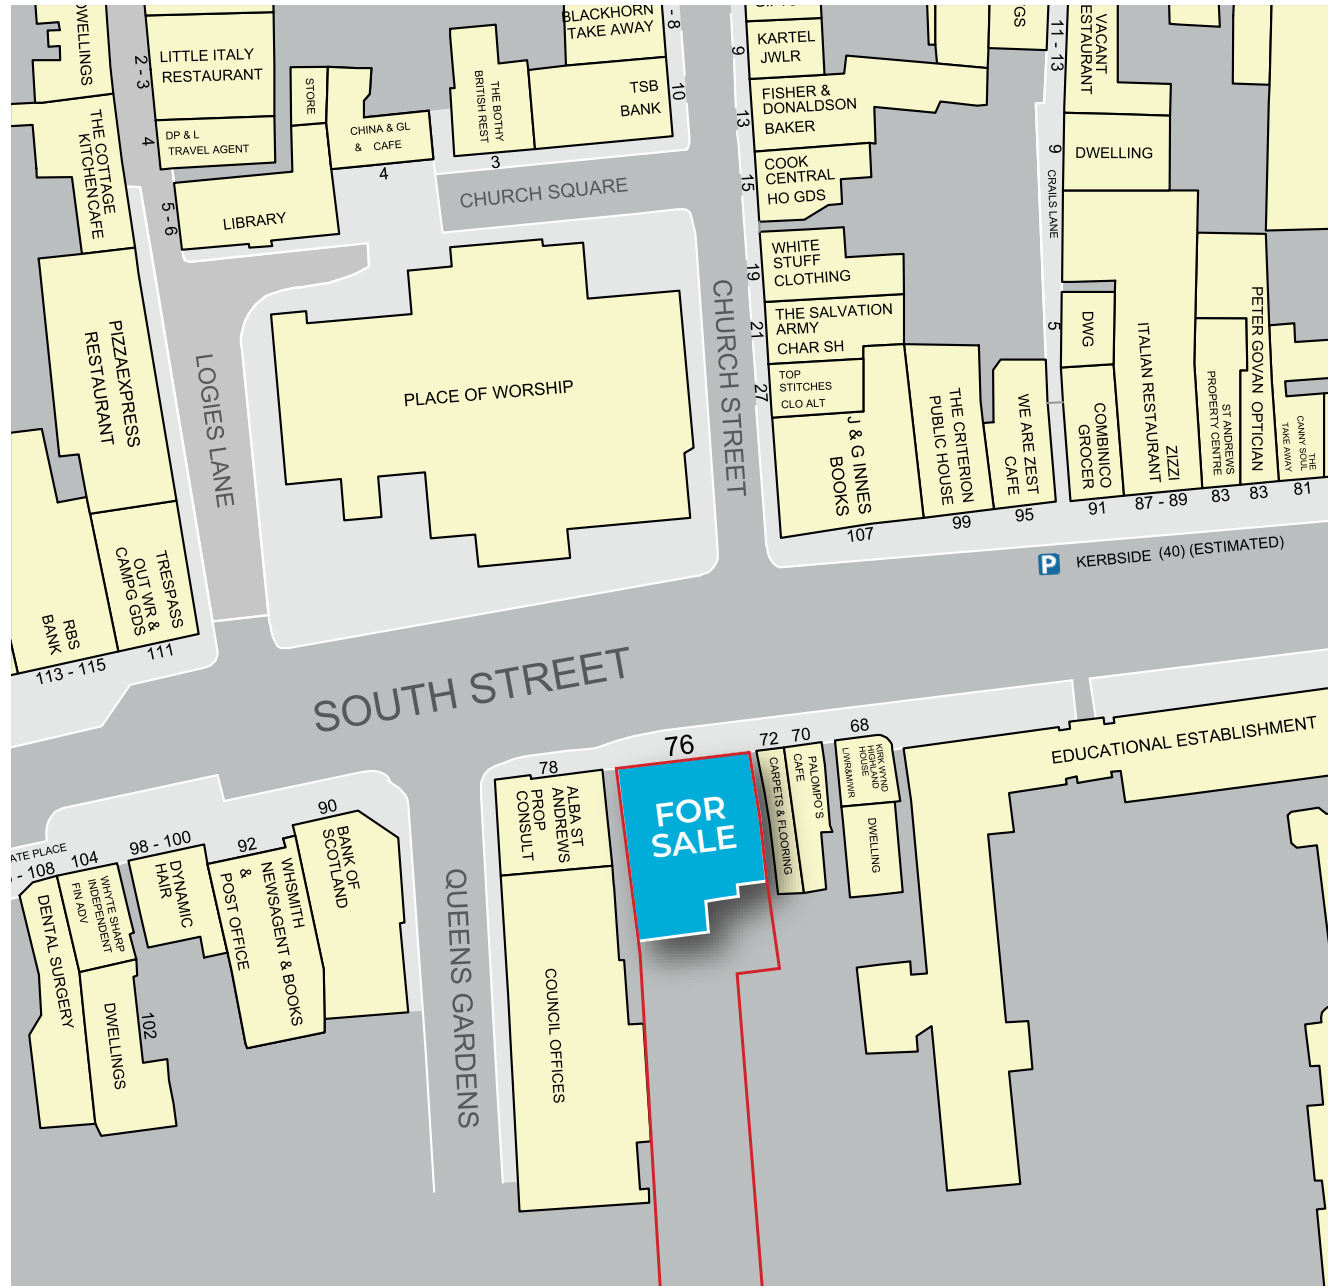 DWELLINGS
2 - 3
LITTLE ITALY
RESTAURANT
BLACKHORN
TAKE AWAY
- 8
9
KARTEL
JWLR
GS
11 - 13
VACANT
ESTAURANT
STORE
THE BOTHY
BRITISH REST
TSB
BANK
10
FISHER &
DONALDSON
BAKER
13
THE COTTAGE
KITCHENCAFE
4
DP & L
TRAVEL AGENT
CHINA & GL
& CAFE
4
3
9
DWELLING
COOK
CENTRAL
HO GDS
15
CHURCH SQUARE
CRAILS LANE
5 - 6
LIBRARY
WHITE
STUFF
CLOTHING
19
CHURCH STREET
THE SALVATION
ARMY
CHAR SH
21
5
DWG
PIZZAEXPRESS
RESTAURANT
LOGIES LANE
PLACE OF WORSHIP
TOP
STITCHES
CLO ALT
27
J & G INNES
BOOKS
107
THE CRITERION
PUBLIC HOUSE
99
WE ARE ZEST
CAFE
95
COMBINICO
GROCER
91
ZIZZI
ITALIAN RESTAURANT
87 - 89
ST ANDREWS
PROPERTY CENTRE
83
PETER GOVAN OPTICIAN
83
THE
CANNY SOUL
TAKE AWAY
81
P
KERBSIDE (40) (ESTIMATED)
TRESPASS
OUT WR &
CAMPG GDS
111
RBS
BANK
113 - 115
SOUTH STREET
76
FOR
SALE
72
CARPETS & FLOORING
70
PALOMPO'S
CAFE
68
KIRK WYND
HIGHLAND
HOUSE
L/WR&M/WR
DWELLING
EDUCATIONAL ESTABLISHMENT
78
ALBA ST
ANDREWS
PROP
CONSULT
COUNCIL OFFICES
QUEENS GARDENS
90
BANK OF
SCOTLAND
92
WHSMITH
NEWSAGENT & BOOKS
&
POST OFFICE
98 - 100
DYNAMIC
HAIR
104
WHYTE SHARP
INDEPENDENT
FIN ADV
102
DWELLINGS
ATE PLACE
- 108
DENTAL SURGERY